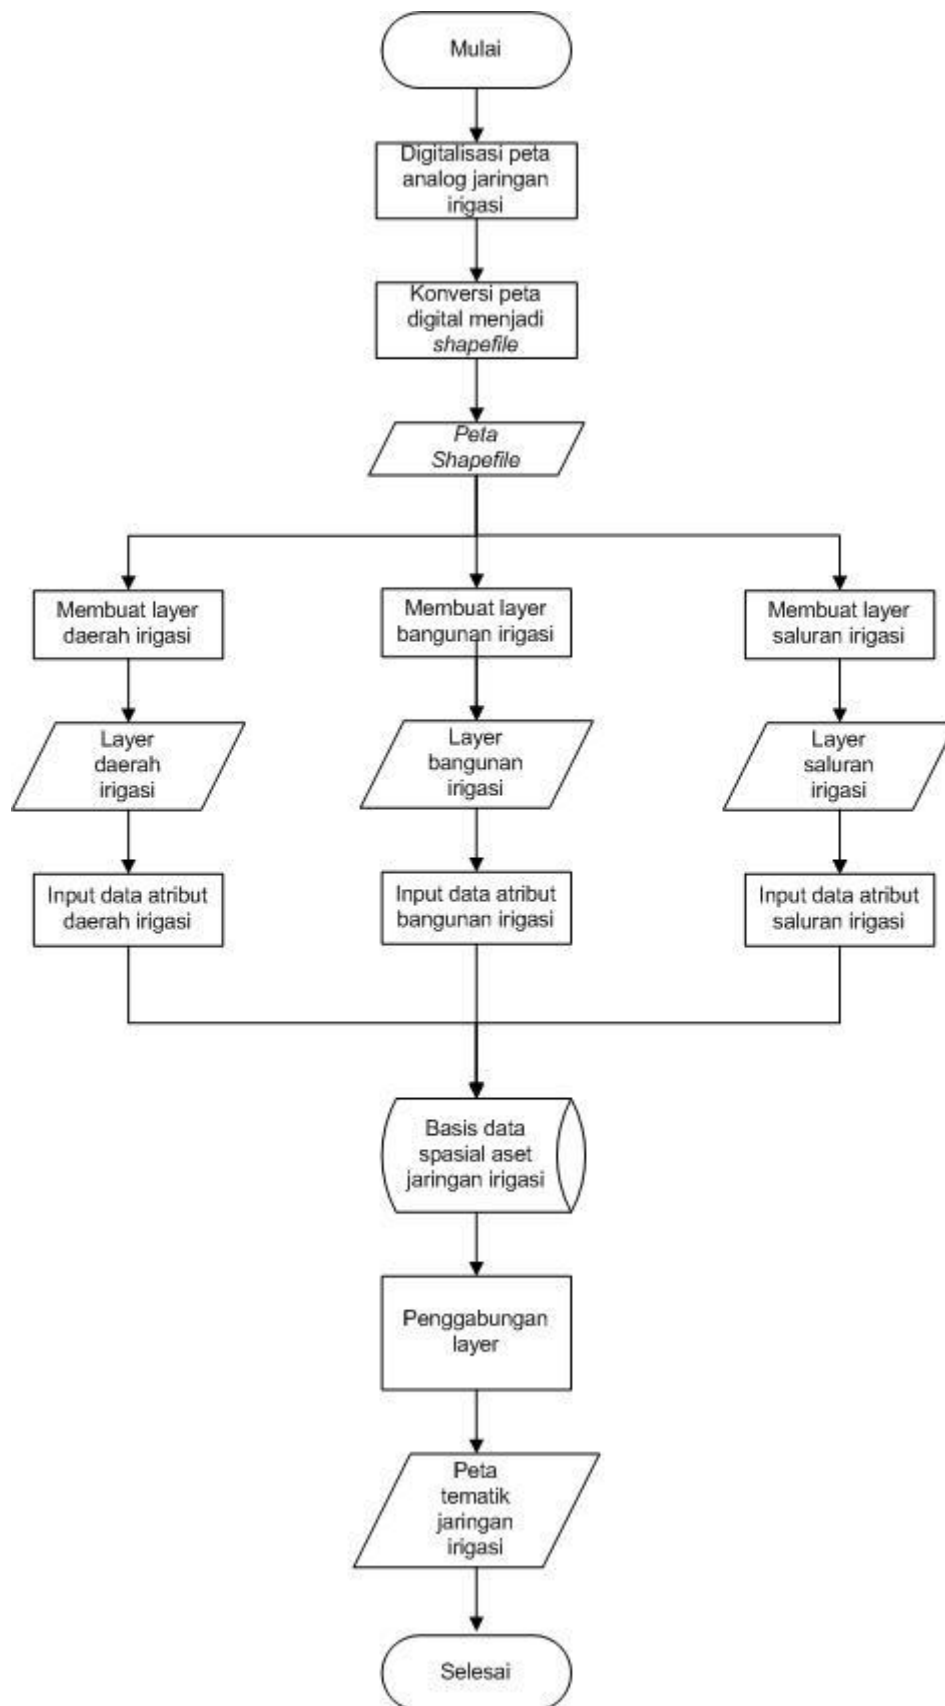 Mulai
Digitalisasi peta
analog jaringan
irigasi
Konversi peta
digital menjadi
shapefile
Peta
Shapefile
Membuat layer
daerah irigasi
Membuat layer
bangunan irigasi
Membuat layer
saluran irigasi
Layer
daerah
irigasi
Layer
bangunan
irigasi
Layer
saluran
irigasi
Input data atribut
daerah irigasi
Input data atribut
bangunan irigasi
Input data atribut
saluran irigasi
Basis data
spasial aset
jaringan irigasi
Penggabungan
layer
Peta
tematik
jaringan
irigasi
Selesai